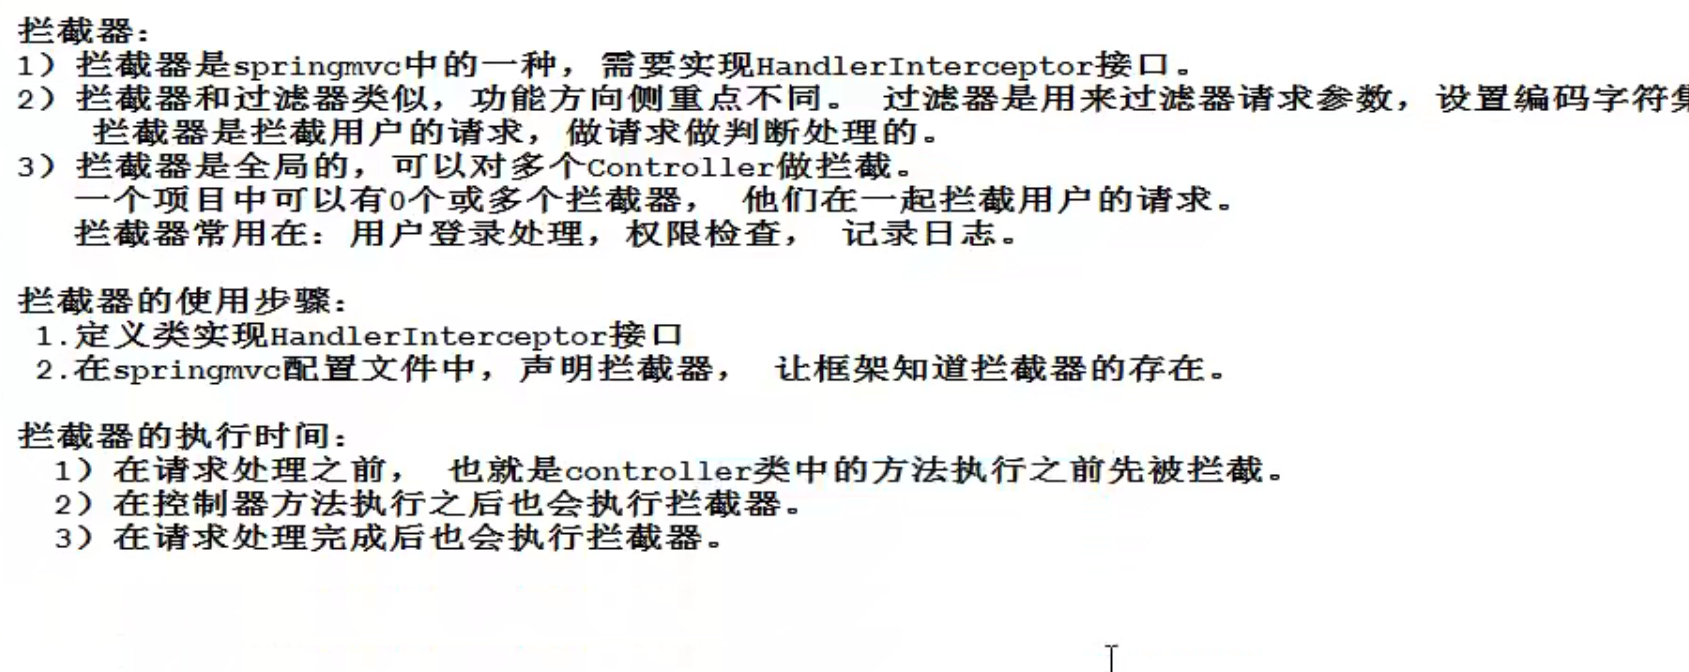 拦截器：
1）拦截器是springmvc中的一种，需要实现HandlerInterceptor接口。
2）拦截器和过滤器类似，功能方向侧重点不同。 过滤器是用来过滤器请求参数，设置编码字符集
拦截器是拦截用户的请求，做请求做判断处理的。
3）拦截器是全局的，可以对多个Controller做拦截。
一个项目中可以有0个或多个拦截器， 他们在一起拦截用户的请求。
拦截器常用在：用户登录处理，权限检查， 记录日志。
拦截器的使用步骤：
1.定义类实现HandlerInterceptor接口
2.在springmvc配置文件中，声明拦截器， 让框架知道拦截器的存在。
拦截器的执行时间：
1）在请求处理之前， 也就是controller类中的方法执行之前先被拦截。
2）在控制器方法执行之后也会执行拦截器。
3）在请求处理完成后也会执行拦截器。